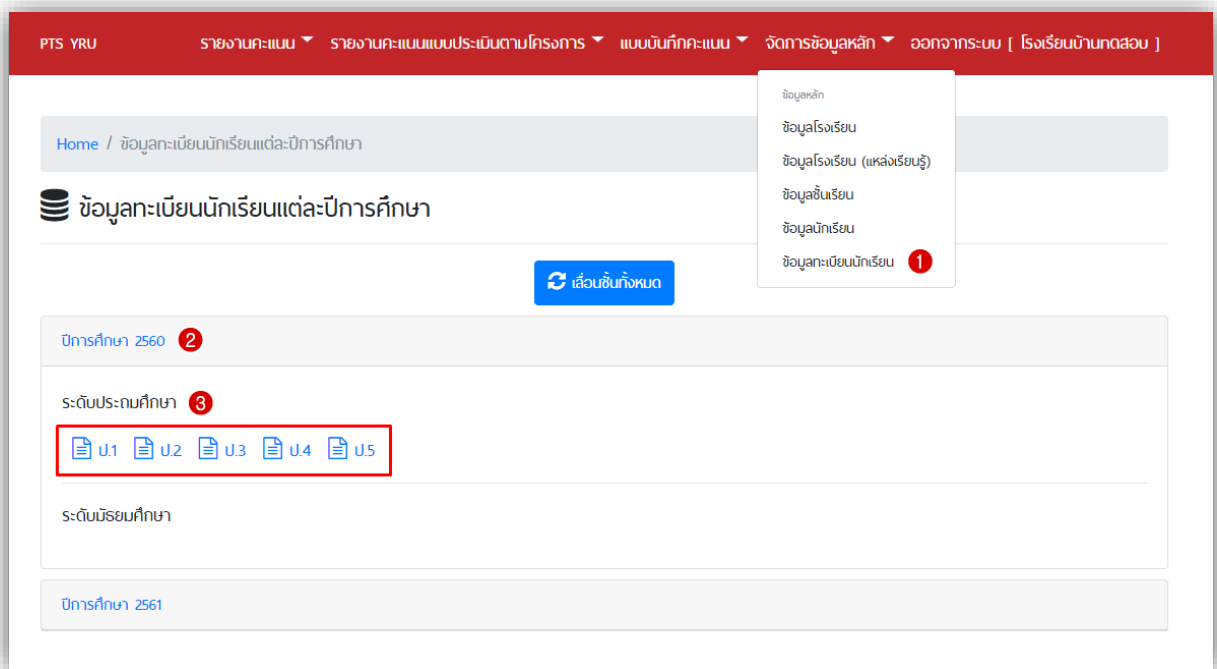 PTS YRU รายงานคะแนน รายงานคะแนนแบบประเมินตามโครงการ แบบบันทึกคะแนน จัดการข้อมูลหลัก ออกจากระบบ [ โรงเรียนบ้านทดสอบ ]
ข้อมูลหลัก
ข้อมูลโรงเรียน
ข้อมูลโรงเรียน (แหล่งเรียนรู้)
ข้อมูลชั้นเรียน
ข้อมูลนักเรียน
ข้อมูลทะเบียนนักเรียน 1
Home / ข้อมูลทะเบียนนักเรียนแต่ละปีการศึกษา
ข้อมูลทะเบียนนักเรียนแต่ละปีการศึกษา
เลื่อนชั้นทั้งหมด
ปีการศึกษา 2560 2
ระดับประถมศึกษา 3
ป.1 ป.2 ป.3 ป.4 ป.5
ระดับมัธยมศึกษา
ปีการศึกษา 2561